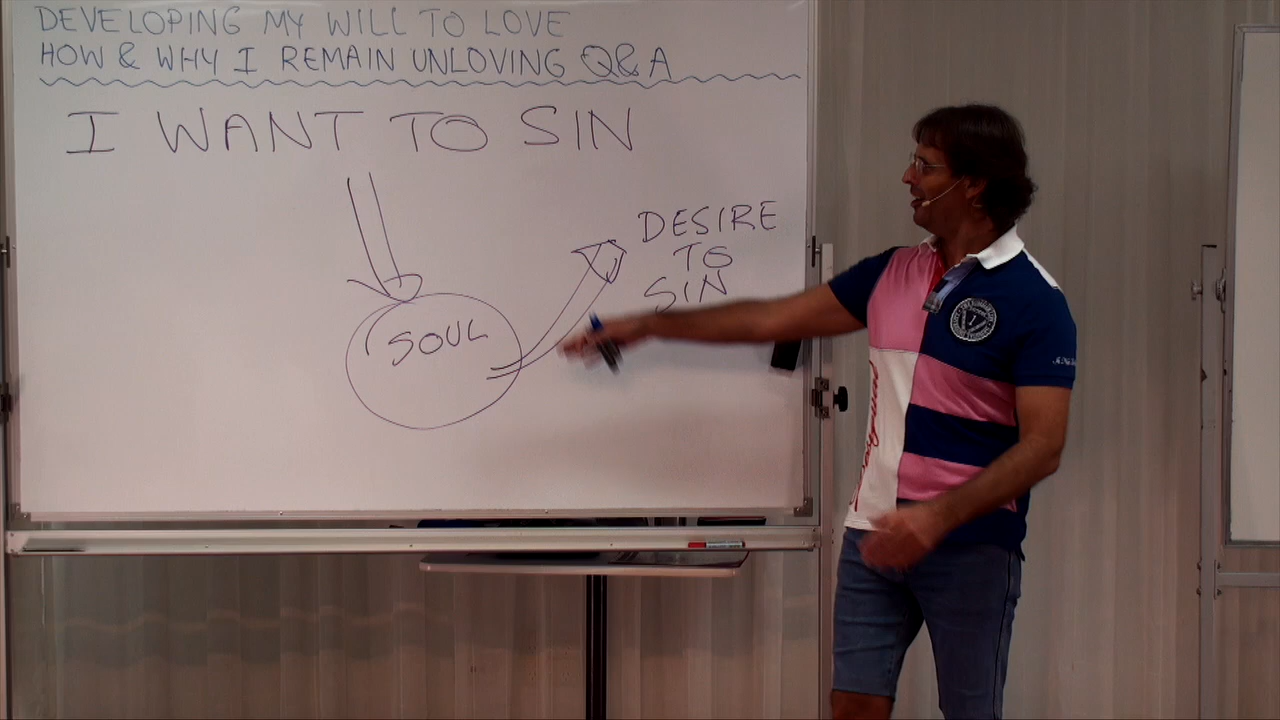 DEVELOPING MY WILL TO LOVE
HOW & WHY I REMAIN UNLOVING Q&A
I WANT TO SIN
DESIRE
TO
SIN
SOUL